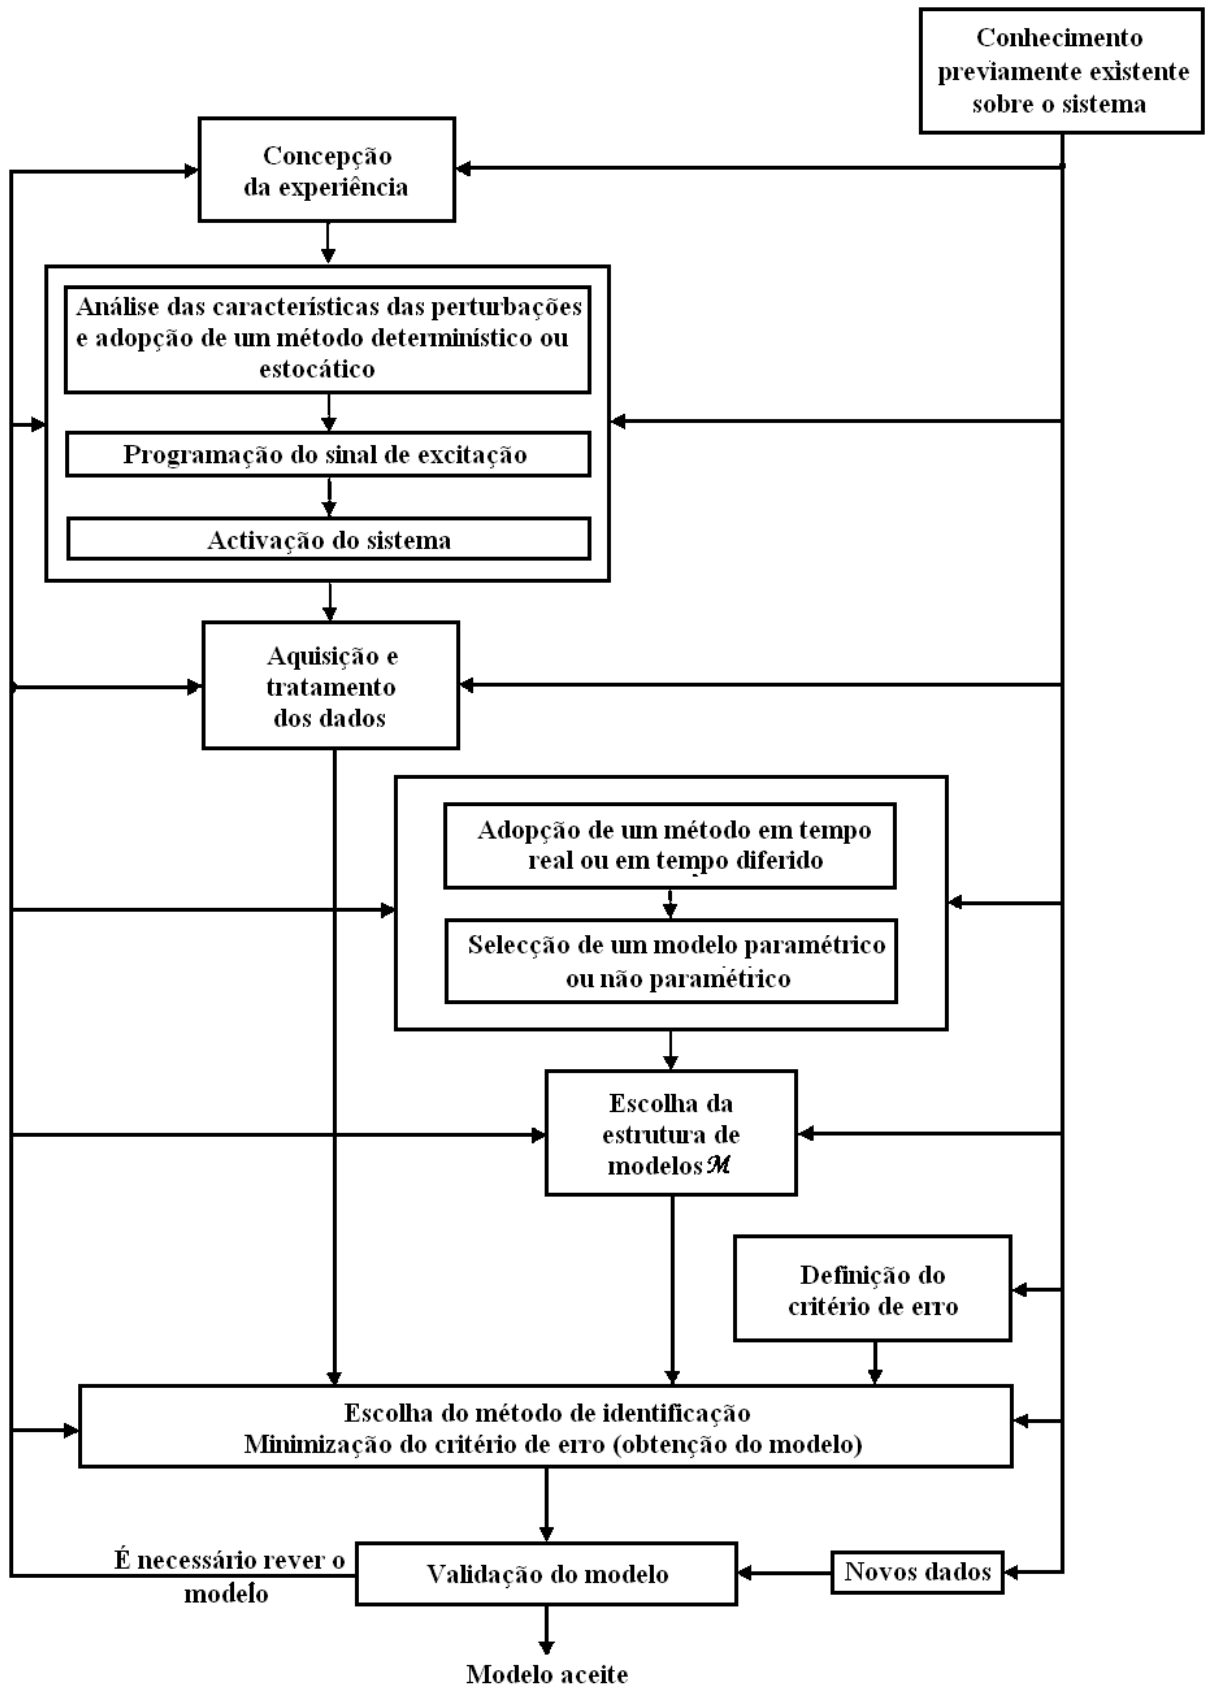 Conhecimento
previamente existente
sobre o sistema
Concepção
da experiência
Análise das características das perturbações
e adopção de um método determinístico ou
estocático
Programação do sinal de excitação
Activação do sistema
Aquisição e
tratamento
dos dados
Adopção de um método em tempo
real ou em tempo diferido
Selecção de um modelo paramétrico
ou não paramétrico
Escolha da
estrutura de
modelos ℳ
Definição do
critério de erro
Escolha do método de identificação
Minimização do critério de erro (obtenção do modelo)
É necessário rever o
modelo
Validação do modelo
Novos dados
Modelo aceite